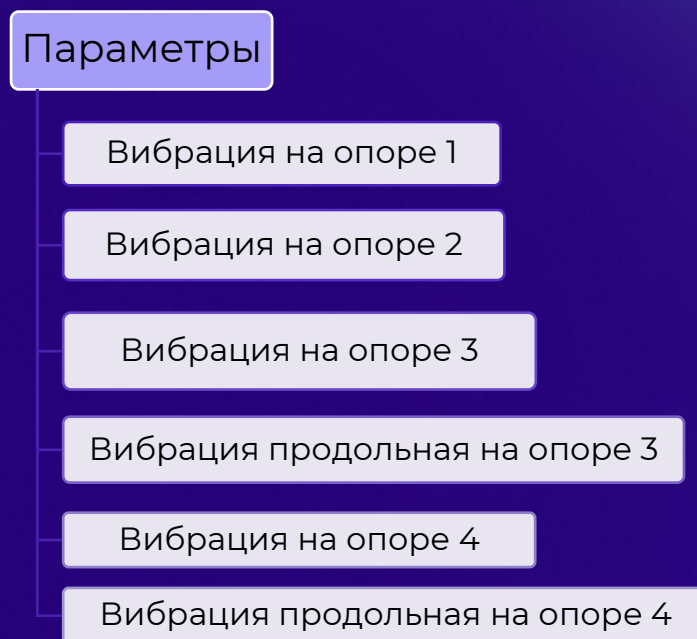 Параметры
Вибрация на опоре 1
Вибрация на опоре 2
Вибрация на опоре 3
Вибрация продольная на опоре 3
Вибрация на опоре 4
Вибрация продольная на опоре 4